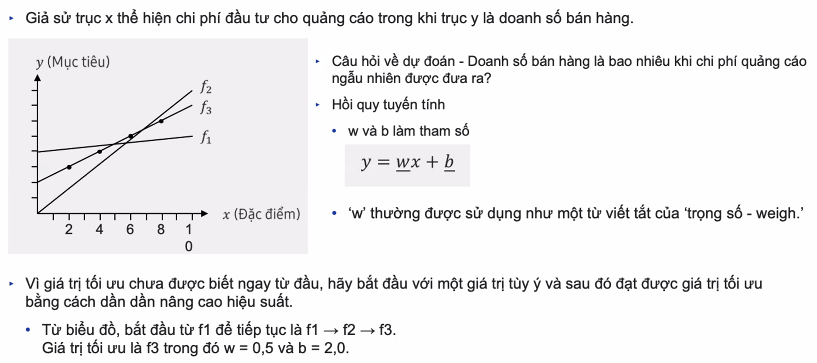 Giả sử trục x thể hiện chi phí đầu tư cho quảng cáo trong khi trục y là doanh số bán hàng.
y (Mục tiêu)
f2
f3
f1
x (Đặc điểm)
2 4 6 8 1
0
Câu hỏi về dự đoán - Doanh số bán hàng là bao nhiêu khi chi phí quảng cáo
ngẫu nhiên được đưa ra?
Hồi quy tuyến tính
w và b làm tham số
y = wx + b
‘w’ thường được sử dụng như một từ viết tắt của ‘trọng số - weigh.’
Vì giá trị tối ưu chưa được biết ngay từ đầu, hãy bắt đầu với một giá trị tùy ý và sau đó đạt được giá trị tối ưu
bằng cách dần dần nâng cao hiệu suất.
Từ biểu đồ, bắt đầu từ f1 để tiếp tục là f1 → f2 → f3.
Giá trị tối ưu là f3 trong đó w = 0,5 và b = 2,0.